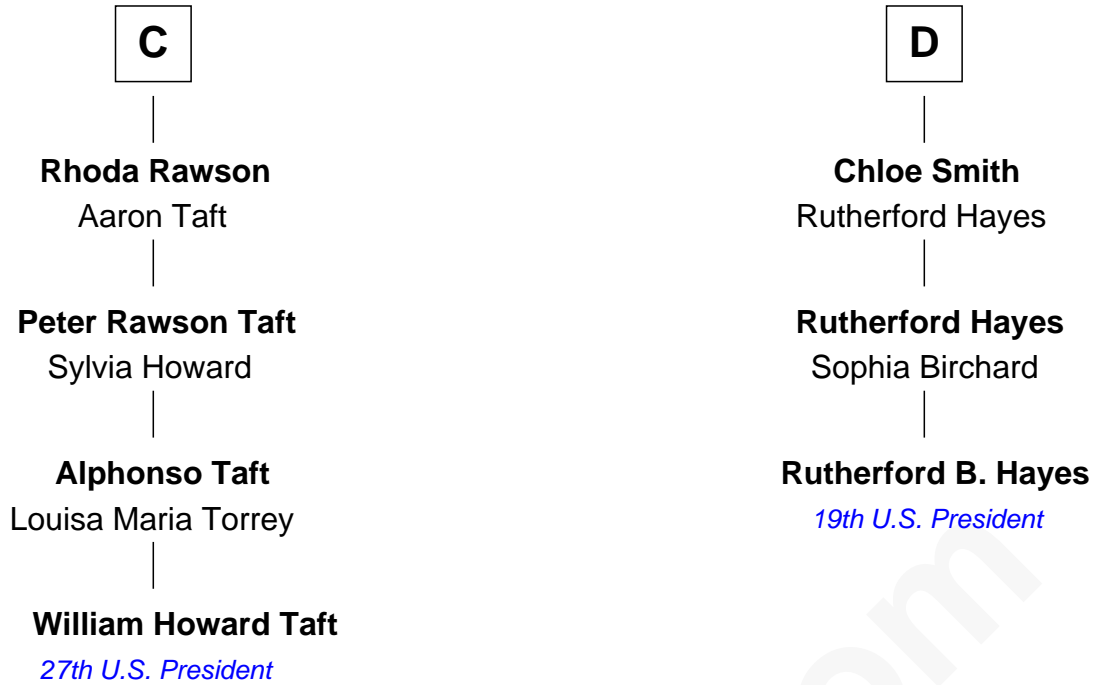 C
Rhoda Rawson
Aaron Taft
Peter Rawson Taft
Sylvia Howard
Alphonso Taft
Louisa Maria Torrey
William Howard Taft
27th U.S. President
D
Chloe Smith
Rutherford Hayes
Rutherford Hayes
Sophia Birchard
Rutherford B. Hayes
19th U.S. President
om